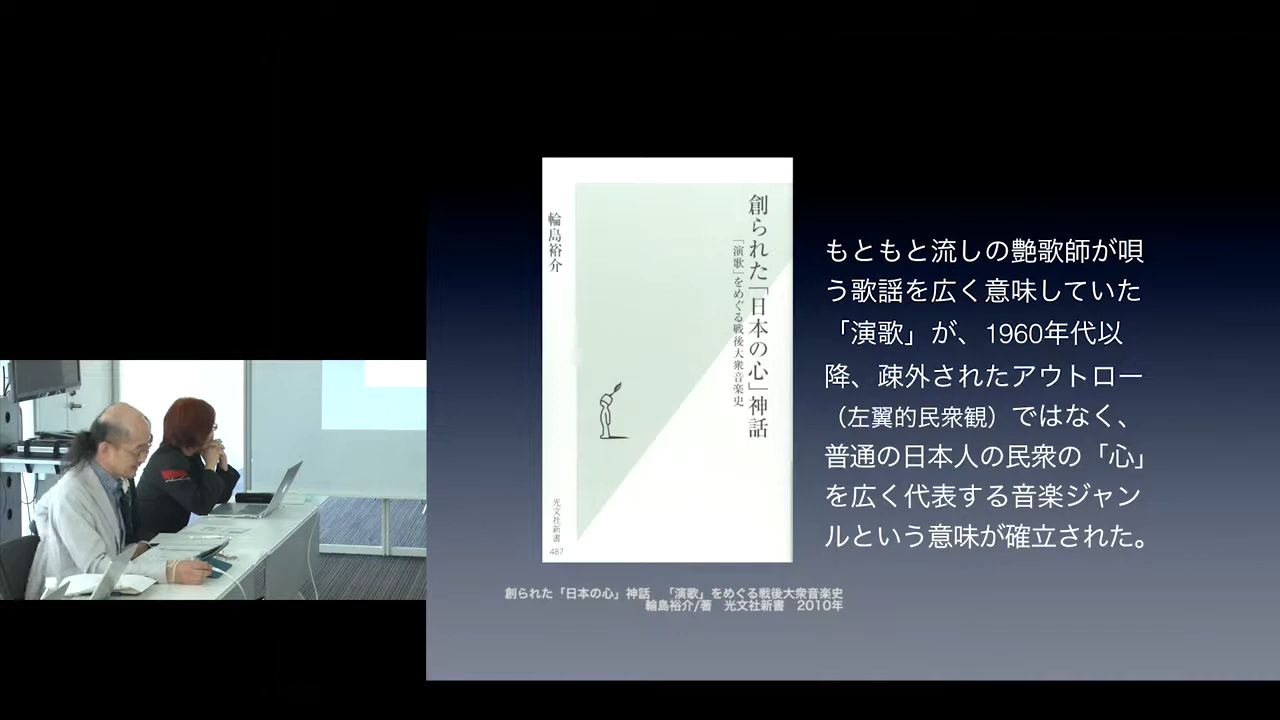 創られた「日本の心」神話
「演歌」をめぐる戦後大衆音楽史
輪島裕介
光文社新書
487
もともと流しの艶歌師が唄
う歌謡を広く意味していた
「演歌」が、1960年代以
降、疎外されたアウトロー
（左翼的民衆観）ではなく、
普通の日本人の民衆の「心」
を広く代表する音楽ジャン
ルという意味が確立された。
創られた「日本の心」神話　「演歌」をめぐる戦後大衆音楽史
輪島裕介/著　光文社新書　2010年